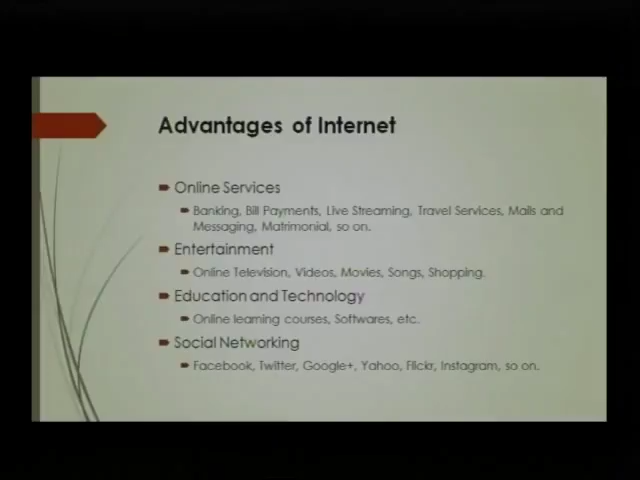 Advantages of Internet
Online Services
Banking, Bill Payments, Live Streaming, Travel Services, Mails and
Messaging, Matrimonial, so on.
Entertainment
Online Television, Videos, Movies, Songs, Shopping.
Education and Technology
Online learning courses, Softwares, etc.
Social Networking
Facebook, Twitter, Google+, Yahoo, Flickr, Instagram, so on.